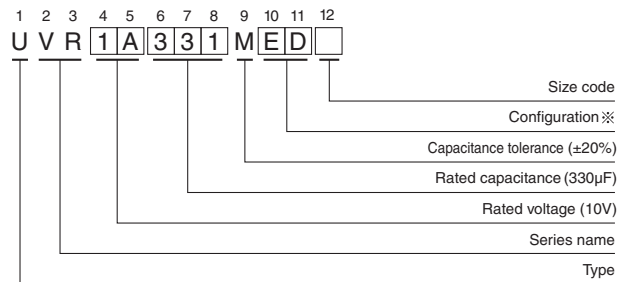 1 2 3 4 5 6 7 8 9 10 11 12
U V R 1 A 3 3 1 M E D
Size code
Configuration※
Capacitance tolerance (±20%)
Rated capacitance (330µF)
Rated voltage (10V)
Series name
Type